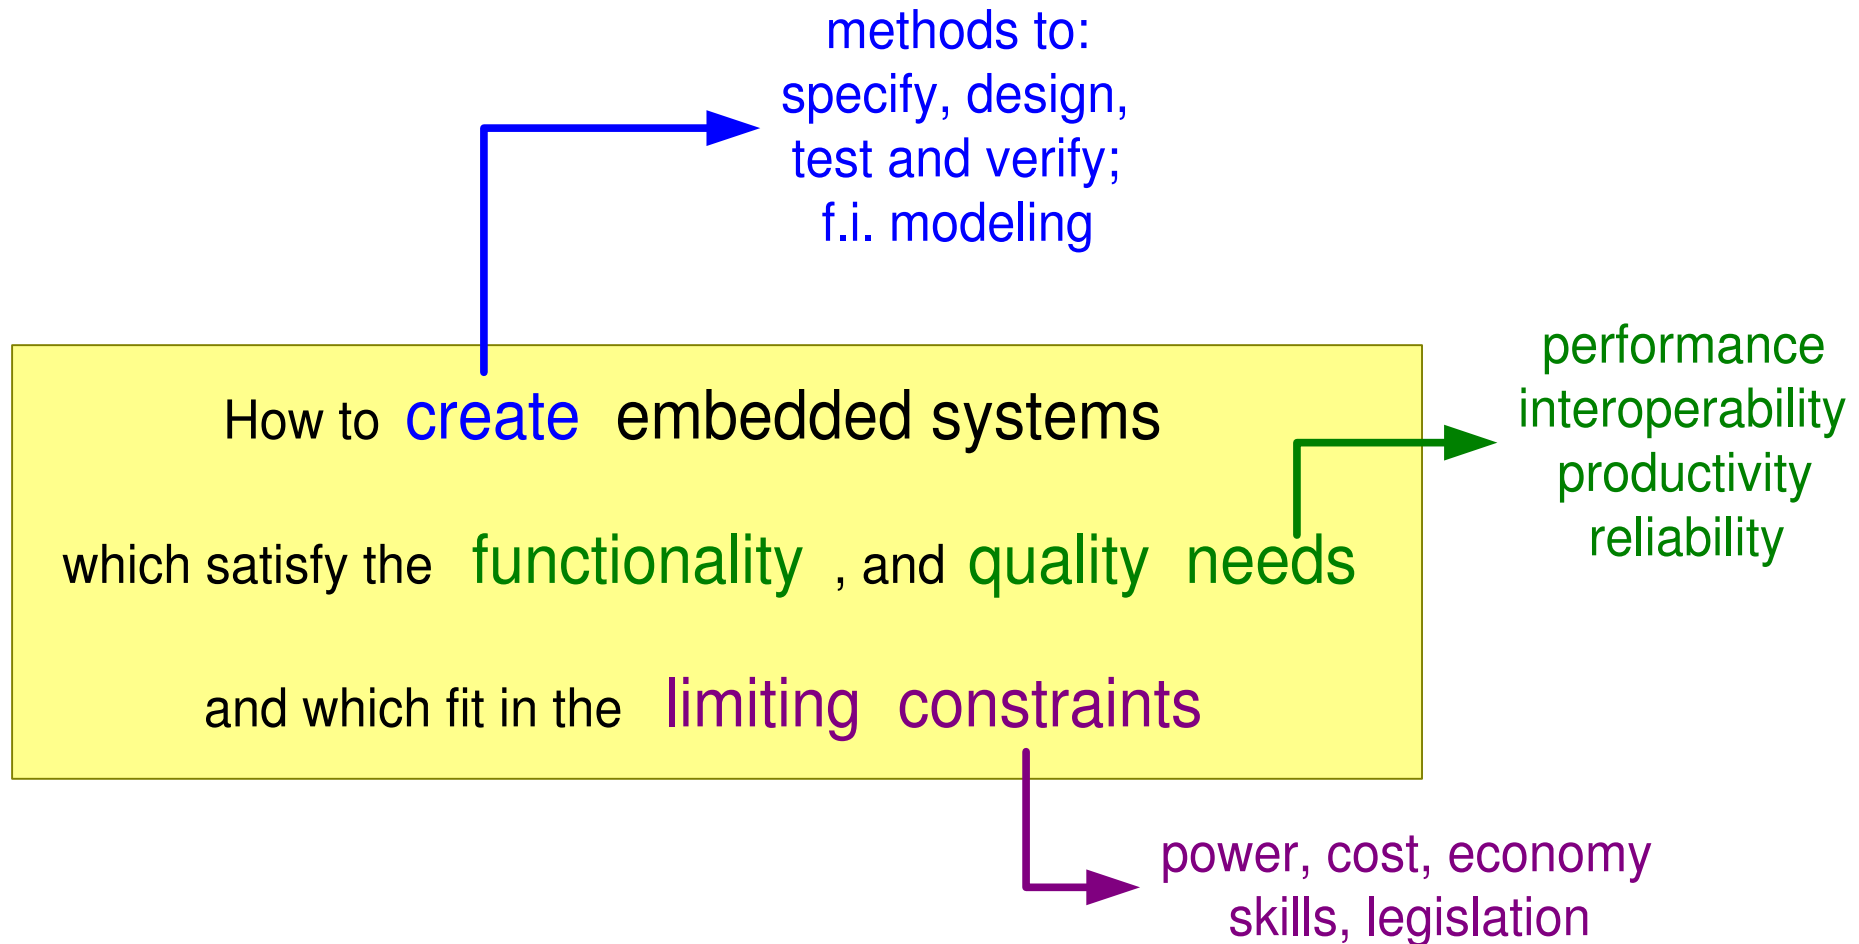 methods to:
specify, design,
test and verify;
f.i. modeling
How to create embedded systems
which satisfy the functionality , and quality needs
and which fit in the limiting constraints
performance
interoperability
productivity
reliability
power, cost, economy
skills, legislation